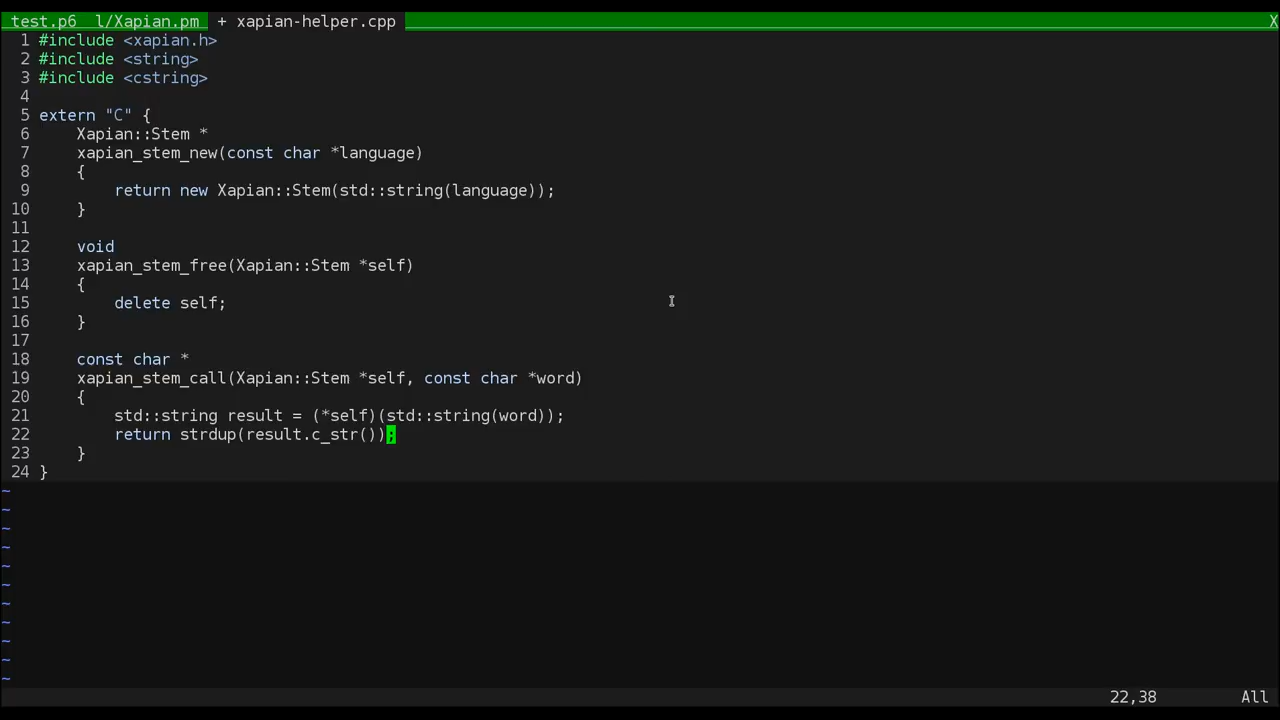 test.p6 l/Xapian.pm + xapian-helper.cpp X
1 #include <xapian.h>
2 #include <string>
3 #include <cstring>
4
5 extern "C" {
6     Xapian::Stem *
7     xapian_stem_new(const char *language)
8     {
9         return new Xapian::Stem(std::string(language));
10     }
11
12     void
13     xapian_stem_free(Xapian::Stem *self)
14     {
15         delete self;
16     }
17
18     const char *
19     xapian_stem_call(Xapian::Stem *self, const char *word)
20     {
21         std::string result = (*self)(std::string(word));
22         return strdup(result.c_str());
23     }
24 }
~
~
~
~
~
~
~
~
~
~
~
22,38 All